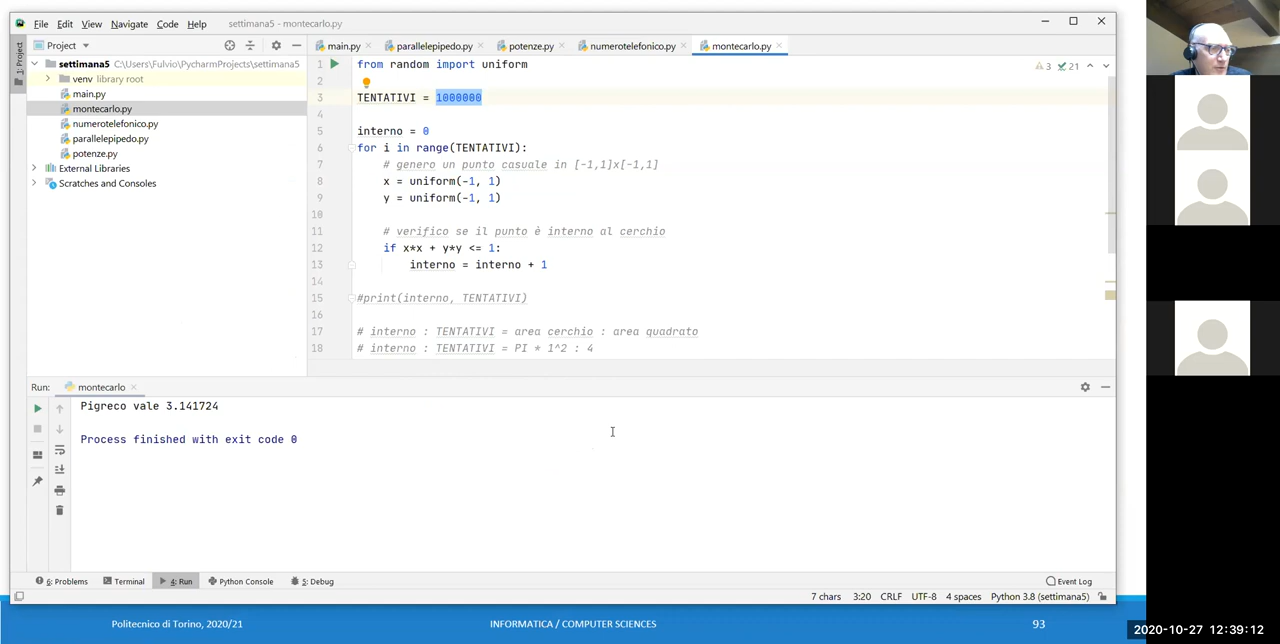 File Edit View Navigate Code Help settimana5 - montecarlo.py
1: Project
Project
main.py parallelepipedo.py potenze.py numerotelefonico.py montecarlo.py
settimana5 C:\Users\Fulvio\PycharmProjects\settimana5
venv library root
main.py
montecarlo.py
numerotelefonico.py
parallelepipedo.py
potenze.py
External Libraries
Scratches and Consoles
3 21
1 from random import uniform
2
3 TENTATIVI = 1000000
4
5 interno = 0
6 for i in range(TENTATIVI):
7 # genero un punto casuale in [-1,1]x[-1,1]
8 x = uniform(-1, 1)
9 y = uniform(-1, 1)
10
11 # verifico se il punto è interno al cerchio
12 if x*x + y*y <= 1:
13 interno = interno + 1
14
15 #print(interno, TENTATIVI)
16
17 # interno : TENTATIVI = area cerchio : area quadrato
18 # interno : TENTATIVI = PI * 1^2 : 4
Run: montecarlo
Pigreco vale 3.141724
Process finished with exit code 0
6: Problems Terminal 4: Run Python Console 5: Debug Event Log
7 chars 3:20 CRLF UTF-8 4 spaces Python 3.8 (settimana5)
Politecnico di Torino, 2020/21 INFORMATICA / COMPUTER SCIENCES 93
2020-10-27 12:39:12